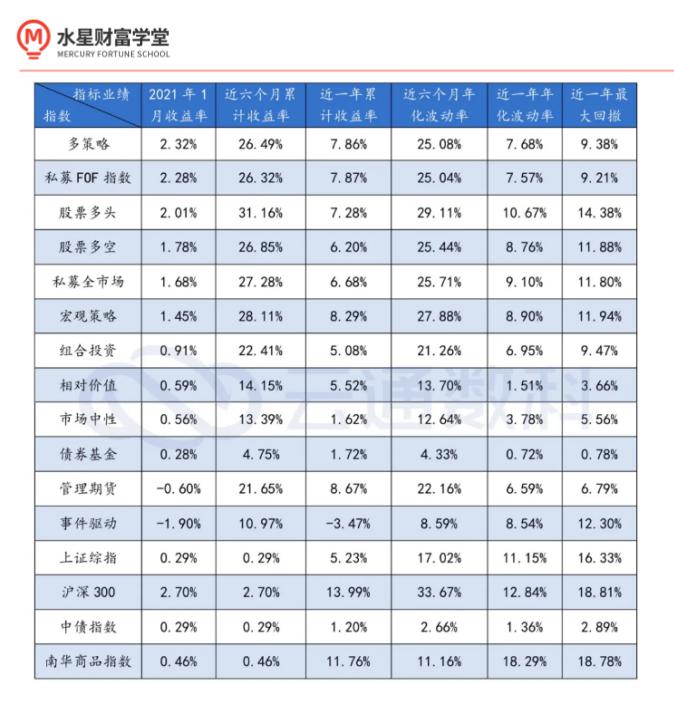 水星财富学堂
MERCURY FORTUNE SCHOOL
指标业绩 2021年1 近六个月累 近一年累 近六个月年 近一年年 近一年最
指数 月收益率 计收益率 计收益率 化波动率 化波动率 大回撤
多策略 2.32% 26.49% 7.86% 25.08% 7.68% 9.38%
私募FOF指数 2.28% 26.32% 7.87% 25.04% 7.57% 9.21%
股票多头 2.01% 31.16% 7.28% 29.11% 10.67% 14.38%
股票多空 1.78% 26.85% 6.20% 25.44% 8.76% 11.88%
私募全市场 1.68% 27.28% 6.68% 25.71% 9.10% 11.80%
宏观策略 1.45% 28.11% 8.29% 27.88% 8.90% 11.94%
组合投资 0.91% 22.41% 5.08% 21.26% 6.95% 9.47%
相对价值 0.59% 14.15% 5.52% 13.70% 1.51% 3.66%
市场中性 0.56% 13.39% 1.62% 12.64% 3.78% 5.56%
债券基金 0.28% 4.75% 1.72% 4.33% 0.72% 0.78%
管理期货 -0.60% 21.65% 8.67% 22.16% 6.59% 6.79%
事件驱动 -1.90% 10.97% -3.47% 8.59% 8.54% 12.30%
上证综指 0.29% 0.29% 5.23% 17.02% 11.15% 16.33%
沪深300 2.70% 2.70% 13.99% 33.67% 12.84% 18.81%
中债指数 0.29% 0.29% 1.20% 2.66% 1.36% 2.89%
南华商品指数 0.46% 0.46% 11.76% 11.16% 18.29% 18.78%
云通数科